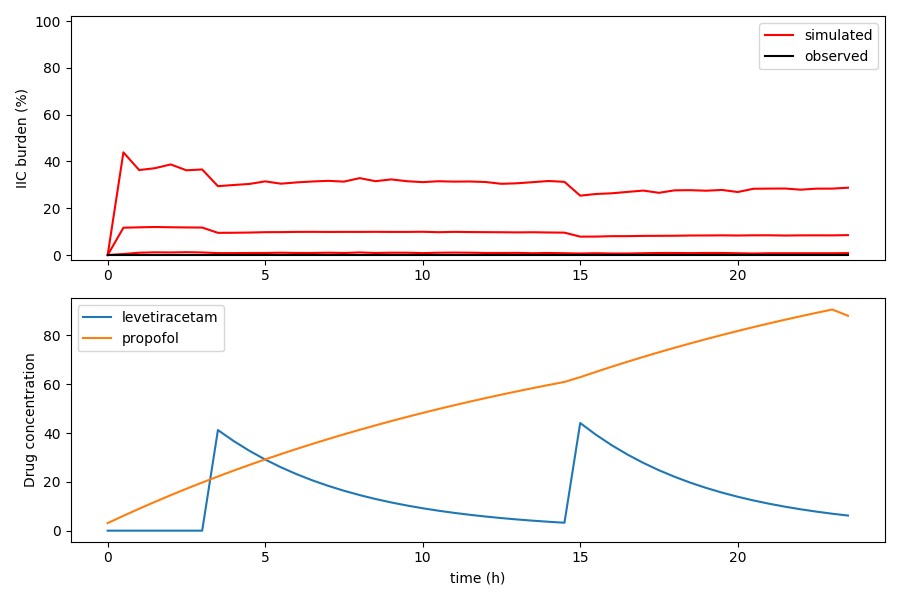 100
80
60
40
20
0
IIC burden (%)
simulated
observed
0 5 10 15 20
80
60
40
20
0
Drug concentration
levetiracetam
propofol
0 5 10 15 20
time (h)